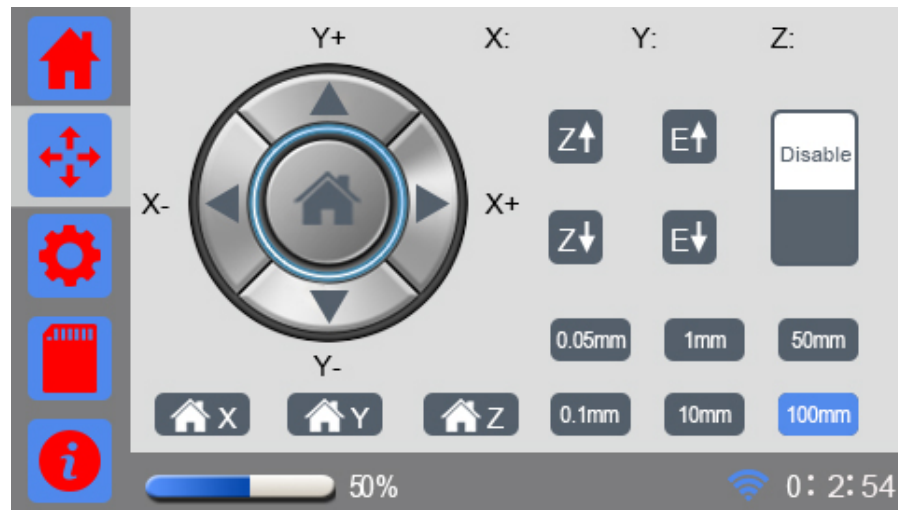 Y+ X: Y: Z:
Z E Disable
X- X+
Z E
0.05mm 1mm 50mm
Y-
X Y Z 0.1mm 10mm 100mm
i
50% 0: 2:54